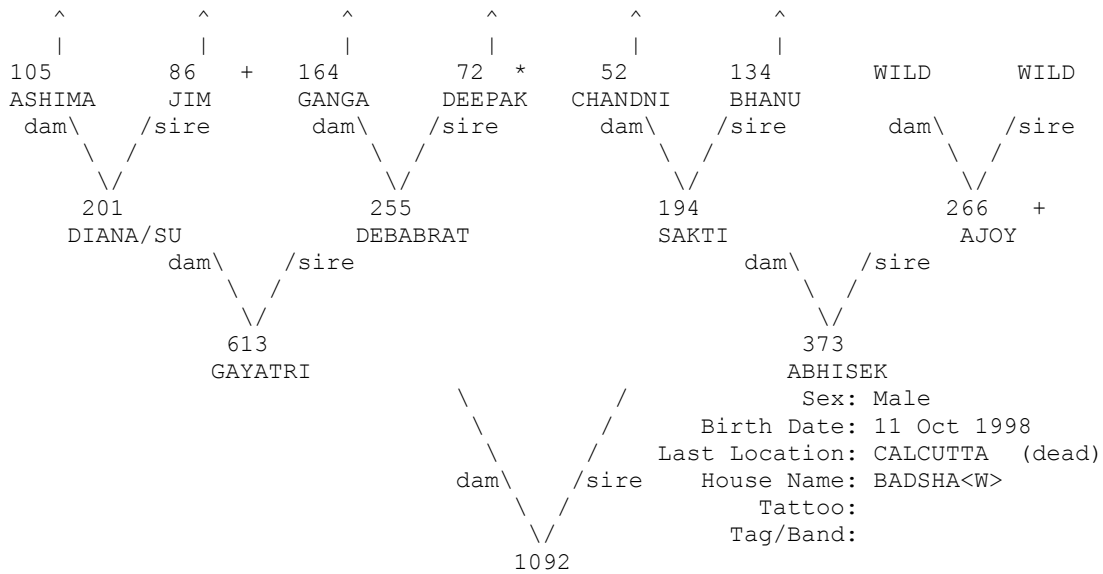 ^ ^ ^ ^ ^ ^
| | | | | |
105 86 + 164 72 * 52 134 WILD WILD
ASHIMA JIM GANGA DEEPAK CHANDNI BHANU
dam\ /sire dam\ /sire dam\ /sire dam\ /sire
\ / \ / \ / \ /
\/ \/ \/ \/
201 255 194 266 +
DIANA/SU DEBABRAT SAKTI AJOY
dam\ /sire dam\ /sire
\ / \ /
\/ \/
613 373
GAYATRI ABHISEK
\ / Sex: Male
\ / Birth Date: 11 Oct 1998
\ / Last Location: CALCUTTA (dead)
dam\ /sire House Name: BADSHA<W>
\ / Tattoo:
\/ Tag/Band:
1092